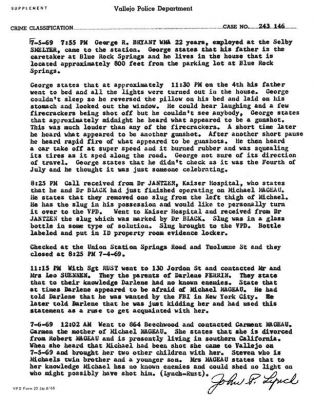 SUPPLEMENT
Vallejo Police Department
CRIME CLASSIFICATION
CASE NO. 243 146
7-5-69 7:55 PM George R. BRYANT WMA 22 years, employed at the Selby
SMELTER, came to the station. George states that his father is the
caretaker at Blue Rock Springs and he lives in the house that is
located approximately 800 feet from the parking lot at Blue Rock
Springs.
George states that at approximately 11:30 PM on the 4th his father
went to bed and all the lights were turned out in the house. George
couldn't sleep so he reversed the pillow on his bed and laid on his
stomach and looked out the window. He could hear laughing and a few
firecrackers being shot off but he couldn't see anybody, George states
that approximately midnight he heard what appeared to be a gunshot.
This was much louder than any of the firecrackers. A short time later
he heard what appeared to be another gunshot. After another short pause
he heard rapid fire of what appeared to be gunshots. He then heard
a car take off at super speed and it burned rubber and was squealing
its tires as it sped along the road. George not sure of its direction
of travel. George states that he didn't check as it was the Fourth of
July and he thought it was just someone celebrating.
8:25 PM Call received from Dr JANTZEN, Kaiser Hospital, who states
that he and Dr BLACK had just finished operating on Michael MAGEAU.
He states that they removed one slug from the left thigh of Michael.
He has the slug in his possession and would like to personally turn
it over to the VPD. Went to Kaiser Hospital and received from Dr
JANTZEN the slug which was marked by Dr BLACK. Slug was in a glass
bottle in some type of solution. Slug brought to the VPD. Bottle
labeled and put in ID property room evidence locker.
Checked at the Union Station Springs Road and Tuolumne St and they
closed at 8:25 PM 7-4-69.
11:15 PM With Sgt RUST went to 130 Jordon St and contacted Mr and
Mrs Leo SUENNEN. They the parents of Darlene FERRIN. They state
that to their knowledge Darlene had no known enemies. State that
at times Darlene appeared to be afraid of Michael MAGEAU. He had
told Darlene that he was wanted by the FBI in New York City. He
later told Darlene that he was just kidding her and had used this
statement as a ruse to get acquainted with her.
7-6-69 12:02 AM Went to 864 Beechwood and contacted Carmen MAGEAU.
Carmen the mother of Michael MAGEAU. She states that she is divorced
from Robert MAGEAU and is presently living in southern California.
When she heard that Michael had been shot she came to Vallejo on
7-5-69 and brought her two other children with her. Steven who is
Michaels twin brother and a younger son. Mrs MAGEAU states that to
her knowledge Michael has no known enemies and could shed no light on
who might possibly have shot him. (Lynch-Rust).
John P. Lynch